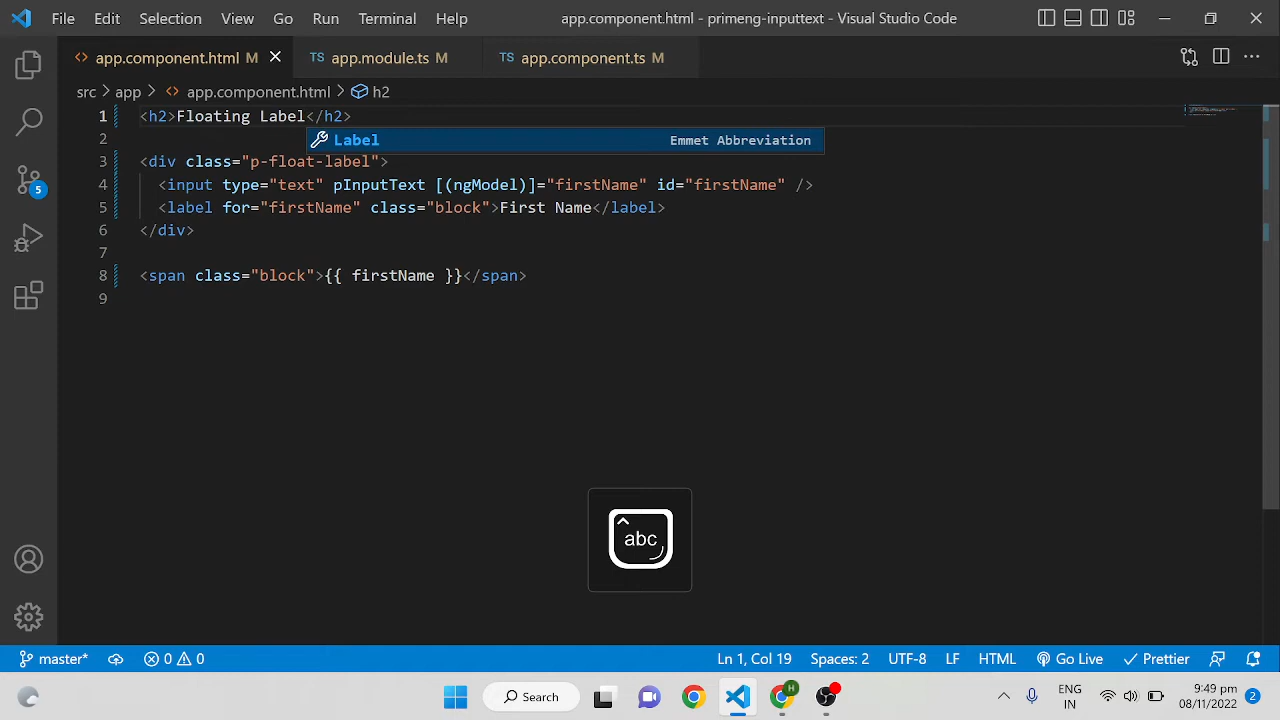 File Edit Selection View Go Run Terminal Help app.component.html - primeng-inputtext - Visual Studio Code
<> app.component.html M TS app.module.ts M TS app.component.ts M
src > app > <> app.component.html > h2
1 <h2>Floating Label</h2>
2 Label Emmet Abbreviation
3 <div class="p-float-label">
4 <input type="text" pInputText [(ngModel)]="firstName" id="firstName" />
5 <label for="firstName" class="block">First Name</label>
6 </div>
7
8 <span class="block">{{ firstName }}</span>
9
5
abc
master* 0 0 Ln 1, Col 19 Spaces: 2 UTF-8 LF HTML Go Live Prettier
Search H ENG IN 9:49 pm 08/11/2022 2